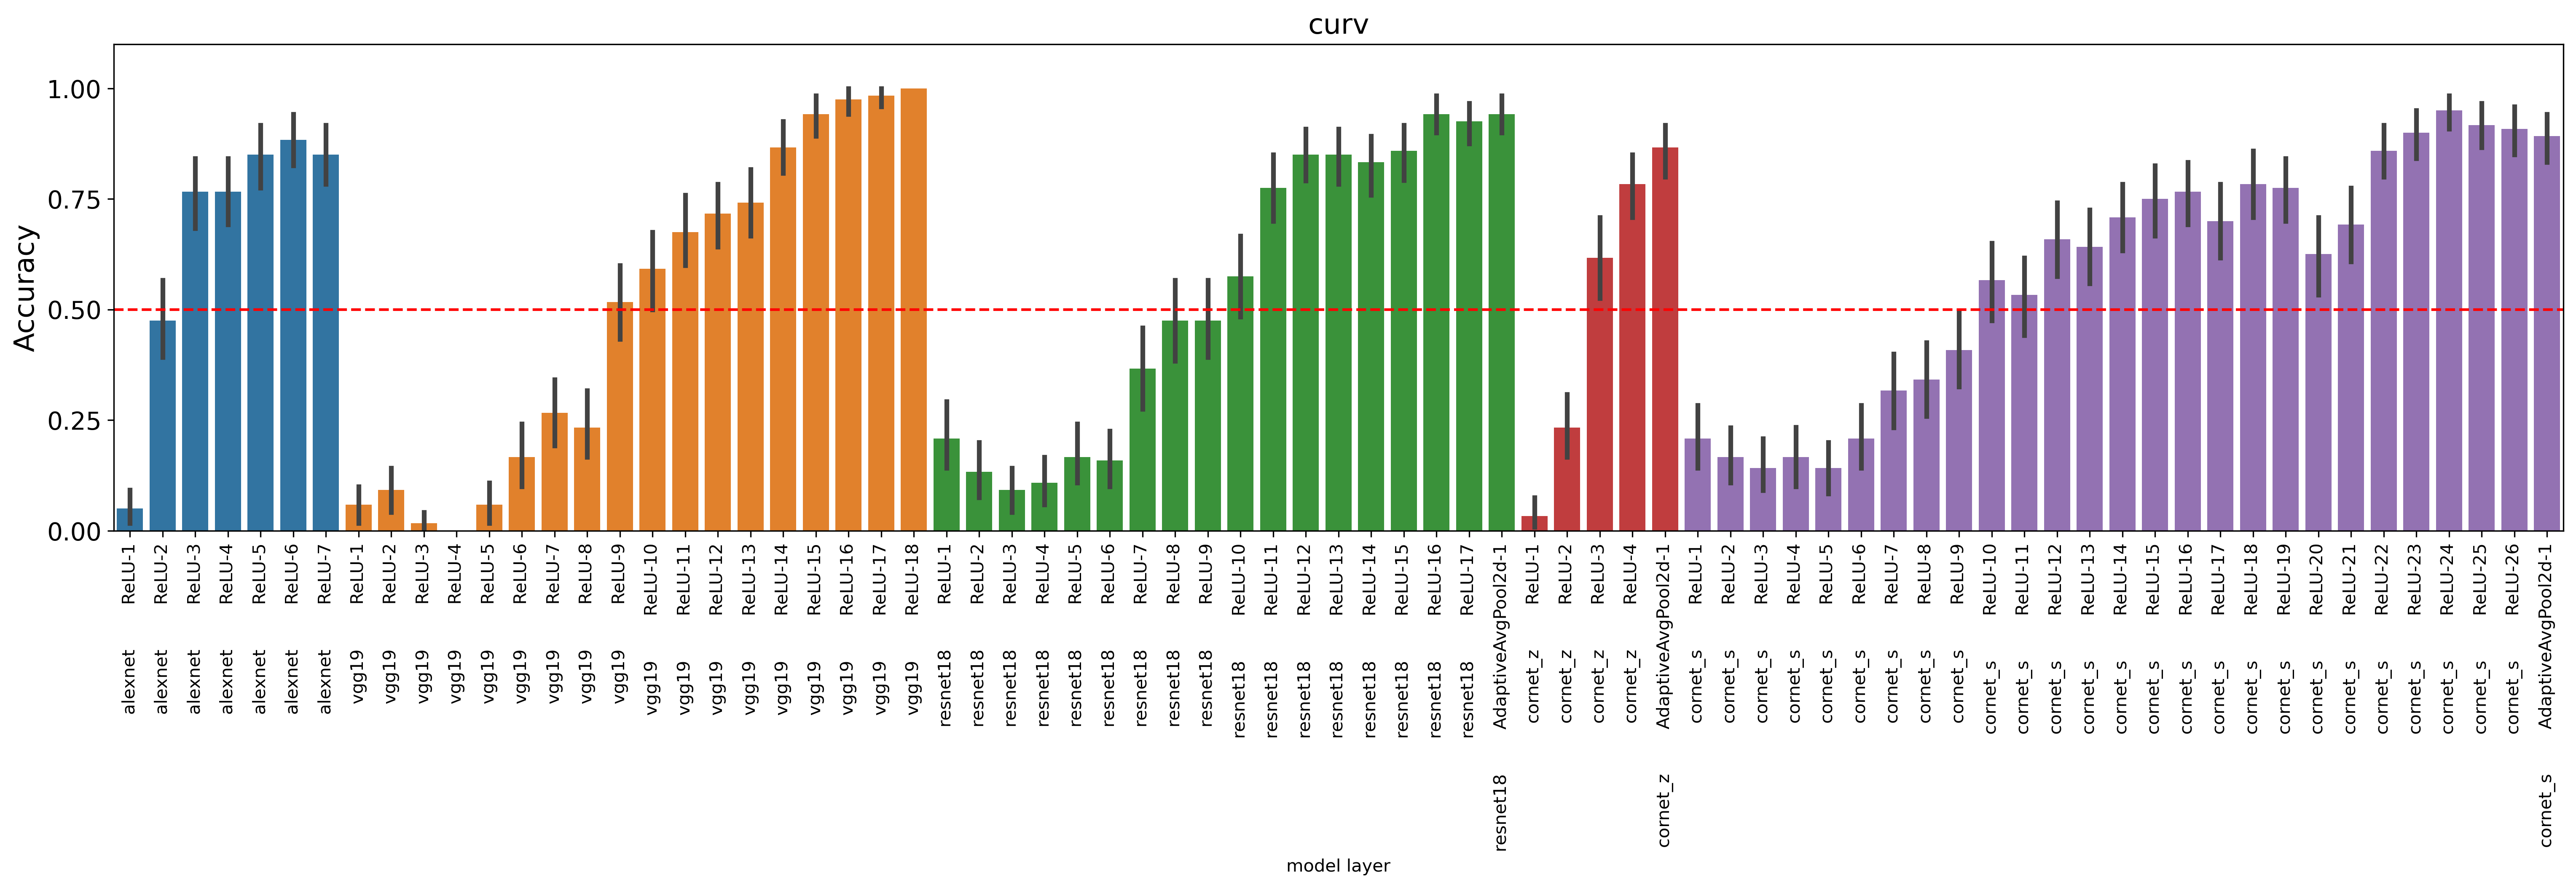 curv
Accuracy
1.00
0.75
0.50
0.25
0.00
ReLU-1 alexnet
ReLU-2 alexnet
ReLU-3 alexnet
ReLU-4 alexnet
ReLU-5 alexnet
ReLU-6 alexnet
ReLU-7 alexnet
ReLU-1 vgg19
ReLU-2 vgg19
ReLU-3 vgg19
ReLU-4 vgg19
ReLU-5 vgg19
ReLU-6 vgg19
ReLU-7 vgg19
ReLU-8 vgg19
ReLU-9 vgg19
ReLU-10 vgg19
ReLU-11 vgg19
ReLU-12 vgg19
ReLU-13 vgg19
ReLU-14 vgg19
ReLU-15 vgg19
ReLU-16 vgg19
ReLU-17 vgg19
ReLU-18 vgg19
ReLU-1 resnet18
ReLU-2 resnet18
ReLU-3 resnet18
ReLU-4 resnet18
ReLU-5 resnet18
ReLU-6 resnet18
ReLU-7 resnet18
ReLU-8 resnet18
ReLU-9 resnet18
ReLU-10 resnet18
ReLU-11 resnet18
ReLU-12 resnet18
ReLU-13 resnet18
ReLU-14 resnet18
ReLU-15 resnet18
ReLU-16 resnet18
ReLU-17 resnet18
AdaptiveAvgPool2d-1 resnet18
ReLU-1 cornet_z
ReLU-2 cornet_z
ReLU-3 cornet_z
ReLU-4 cornet_z
AdaptiveAvgPool2d-1 cornet_z
ReLU-1 cornet_s
ReLU-2 cornet_s
ReLU-3 cornet_s
ReLU-4 cornet_s
ReLU-5 cornet_s
ReLU-6 cornet_s
ReLU-7 cornet_s
ReLU-8 cornet_s
ReLU-9 cornet_s
ReLU-10 cornet_s
ReLU-11 cornet_s
ReLU-12 cornet_s
ReLU-13 cornet_s
ReLU-14 cornet_s
ReLU-15 cornet_s
ReLU-16 cornet_s
ReLU-17 cornet_s
ReLU-18 cornet_s
ReLU-19 cornet_s
ReLU-20 cornet_s
ReLU-21 cornet_s
ReLU-22 cornet_s
ReLU-23 cornet_s
ReLU-24 cornet_s
ReLU-25 cornet_s
ReLU-26 cornet_s
AdaptiveAvgPool2d-1 cornet_s
model layer